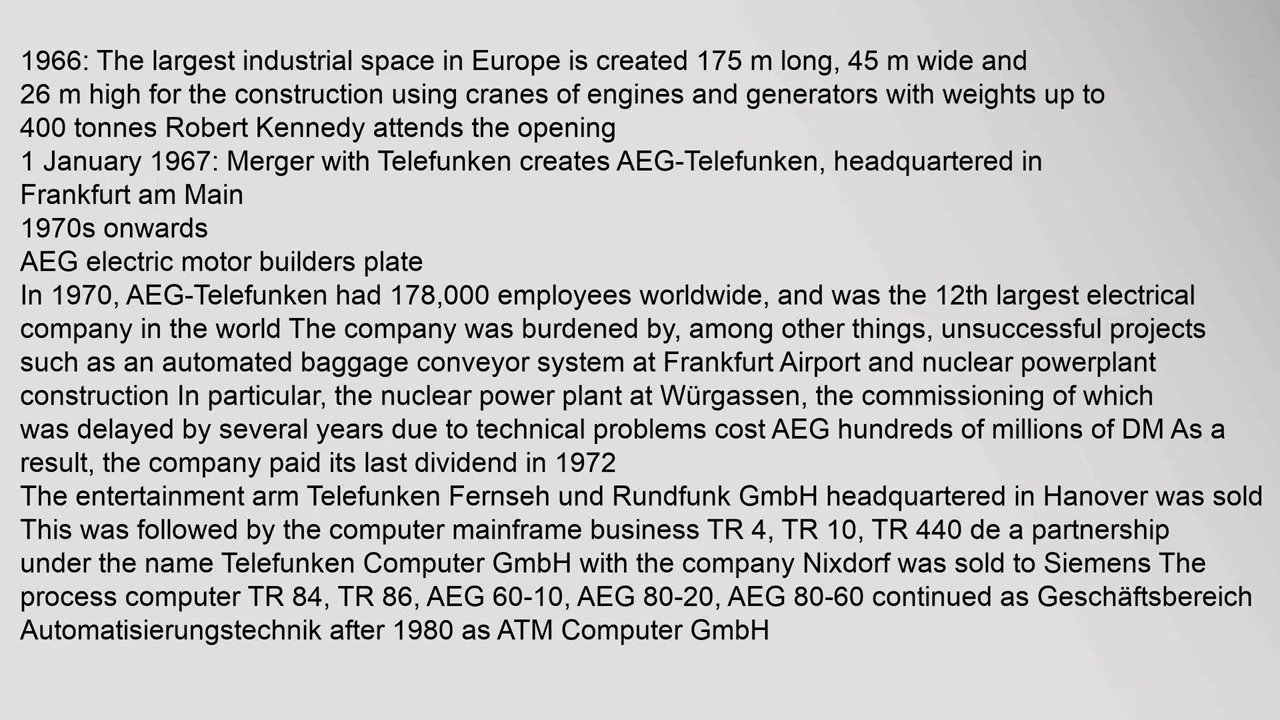 1966: The largest industrial space in Europe is created 175 m long, 45 m wide and
26 m high for the construction using cranes of engines and generators with weights up to
400 tonnes Robert Kennedy attends the opening
1 January 1967: Merger with Telefunken creates AEG-Telefunken, headquartered in
Frankfurt am Main
1970s onwards
AEG electric motor builders plate
In 1970, AEG-Telefunken had 178,000 employees worldwide, and was the 12th largest electrical
company in the world The company was burdened by, among other things, unsuccessful projects
such as an automated baggage conveyor system at Frankfurt Airport and nuclear powerplant
construction In particular, the nuclear power plant at Würgassen, the commissioning of which
was delayed by several years due to technical problems cost AEG hundreds of millions of DM As a
result, the company paid its last dividend in 1972
The entertainment arm Telefunken Fernseh und Rundfunk GmbH headquartered in Hanover was sold
This was followed by the computer mainframe business TR 4, TR 10, TR 440 de a partnership
under the name Telefunken Computer GmbH with the company Nixdorf was sold to Siemens The
process computer TR 84, TR 86, AEG 60-10, AEG 80-20, AEG 80-60 continued as Geschäftsbereich
Automatisierungstechnik after 1980 as ATM Computer GmbH